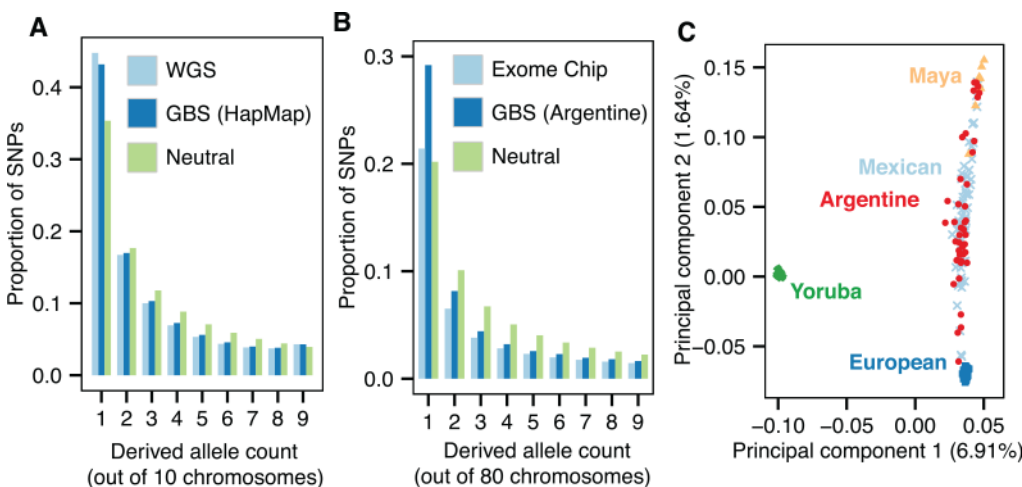 A
Proportion of SNPs
0.4
0.3
0.2
0.1
0.0
WGS
GBS (HapMap)
Neutral
1 2 3 4 5 6 7 8 9
Derived allele count
(out of 10 chromosomes)
B
Proportion of SNPs
0.3
0.2
0.1
0.0
Exome Chip
GBS (Argentine)
Neutral
1 2 3 4 5 6 7 8 9
Derived allele count
(out of 80 chromosomes)
C
Principal component 2 (1.64%)
0.15
0.10
0.05
0.00
−0.05
Maya
Mexican
Argentine
Yoruba
European
−0.10 −0.05 0.00 0.05
Principal component 1 (6.91%)